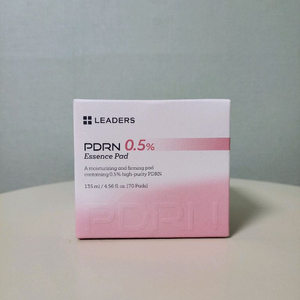 LEADERS
PDRN 0.5%
Essence Pad
A moisturizing and firming pad
containing 0.5% high-purity PDRN
135 ml / 4.56 fl. oz. (70 Pads)
PDRN